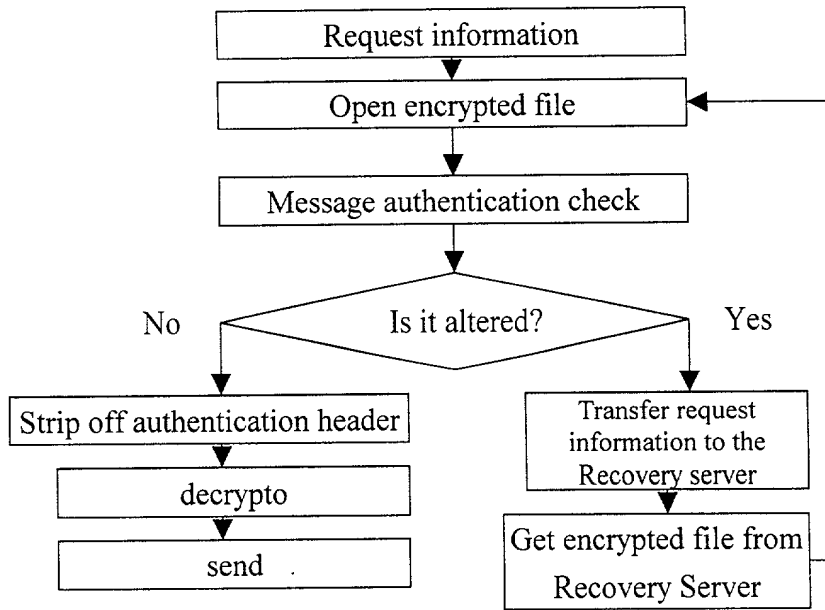 Request information
Open encrypted file
Message authentication check
Is it altered?
No
Yes
Strip off authentication header
decrypto
send
Transfer request
information to the
Recovery server
Get encrypted file from
Recovery Server